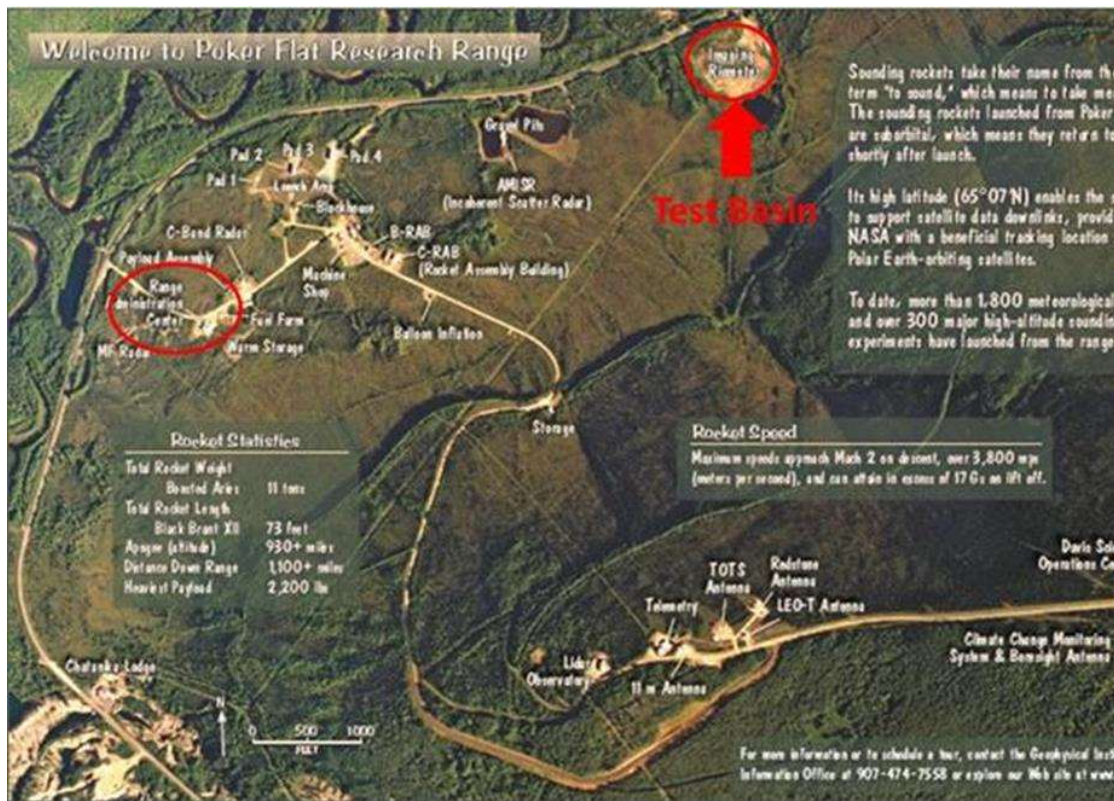 Welcome to Poker Flat Research Range
Imaging
Riometer
Test Basin
Sounding rockets take their name from the
term "to sound," which means to take
The sounding rockets launched from Poker
are suborbital, which means they return
shortly after launch.
Its high latitude (65°07'N) enables the
to support satellite data downlinks,
NASA with a beneficial tracking location
Polar Earth-orbiting satellites.
To date, more than 1,800 meteorological
and over 300 major high-altitude
experiments have launched from the range
Gravel Pits
Pad 3
Pad 2
Pad 4
Pad 1
Launch Area
Blockhouse
AMISR
(Incoherent Scatter Radar)
C-Band Radar
B-RAB
C-RAB
(Rocket Assembly Building)
Payload Assembly
Machine
Shop
Range
Center
Fuel Farm
Balloon Inflation
MF Radar
Warm Storage
Storage
Rocket Statistics
Total Rocket Weight
Boosted Aries 11 tons
Total Rocket Length
Black Brant XII 73 feet
Apogee (altitude) 930+ miles
Distance Down Range 1,100+ miles
Heaviest Payload 2,200 lbs
Rocket Speed
Maximum speeds approach Mach 2 on descent, over 3,800 mps
(meters per second), and can attain in excess of 17 Gs on lift off.
TOTS
Antenna
Redstone
Antenna
Telemetry
LEO-T Antenna
Lidar
Observatory
11 m Antenna
Davis
Operations
Climate Change Monitoring
System & Boresight Antenna
Chatanika Lodge
N
0 500 1000
FEET
For more information or to schedule a tour, contact the Geophysical
Information Office at 907-474-7558 or explore our Web site at